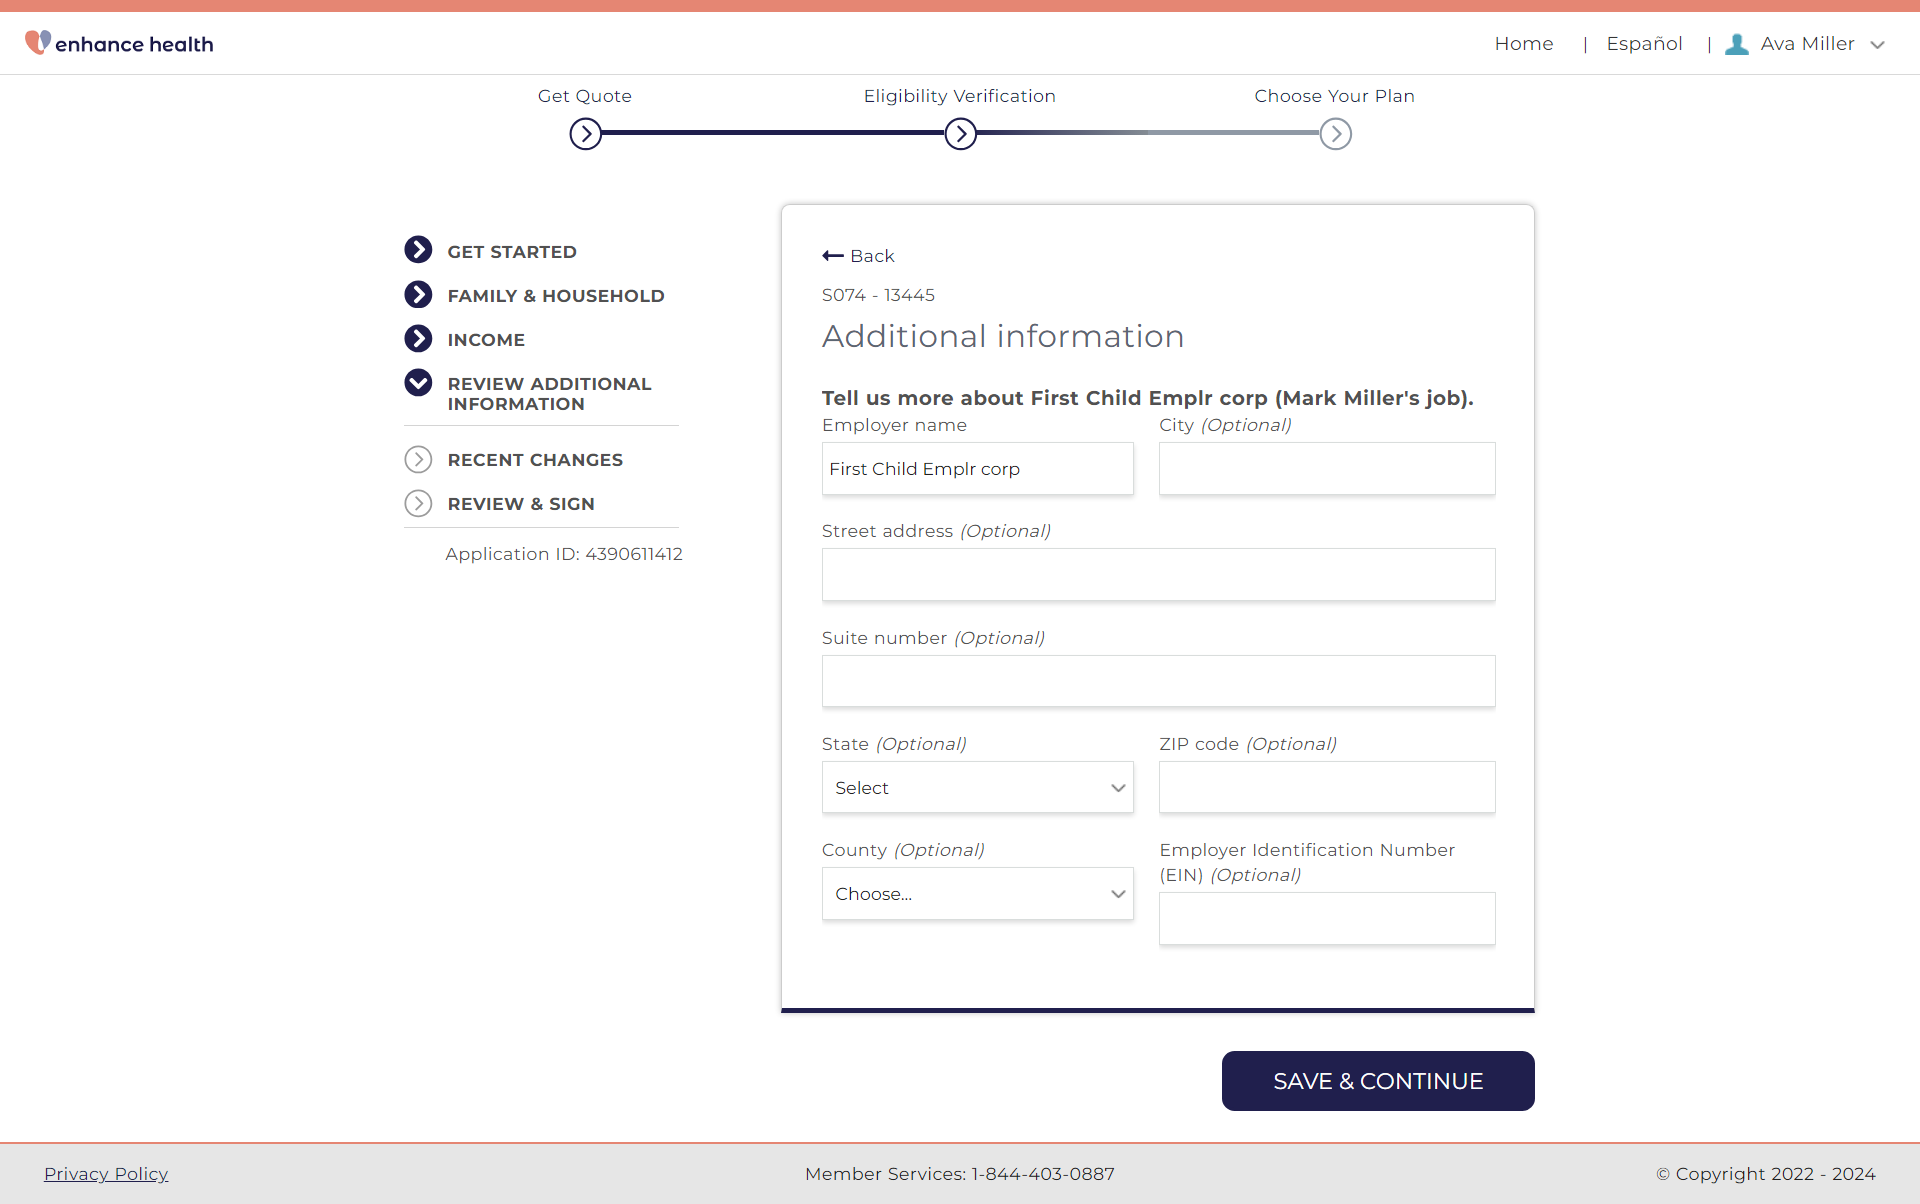 enhance health
Home | Español | Ava Miller
Get Quote
Eligibility Verification
Choose Your Plan
GET STARTED
FAMILY & HOUSEHOLD
INCOME
REVIEW ADDITIONAL
INFORMATION
RECENT CHANGES
REVIEW & SIGN
Application ID: 4390611412
Back
S074 - 13445
Additional information
Tell us more about First Child Emplr corp (Mark Miller's job).
Employer name
First Child Emplr corp
City (Optional)
Street address (Optional)
Suite number (Optional)
State (Optional)
Select
ZIP code (Optional)
County (Optional)
Choose...
Employer Identification Number
(EIN) (Optional)
SAVE & CONTINUE
Privacy Policy
Member Services: 1-844-403-0887
© Copyright 2022 - 2024